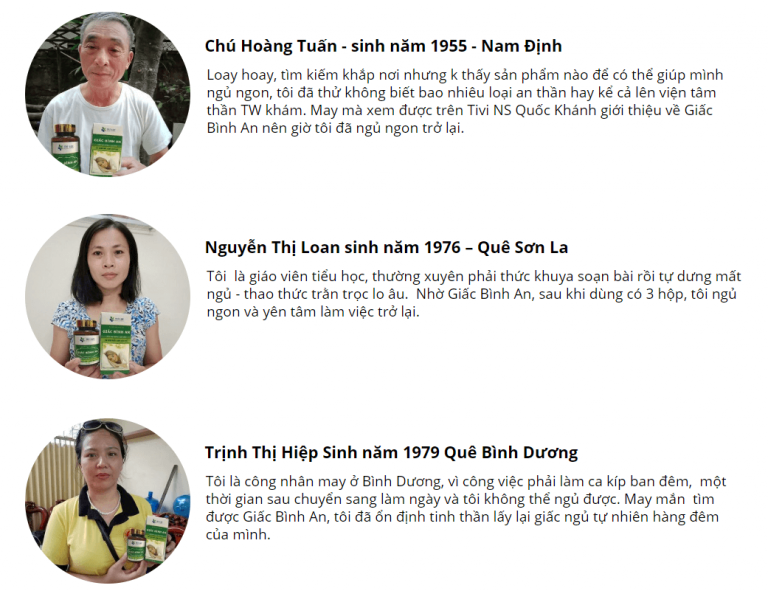 Chú Hoàng Tuấn - sinh năm 1955 - Nam Định
Loay hoay, tìm kiếm khắp nơi nhưng k thấy sản phẩm nào để có thể giúp mình
ngủ ngon, tôi đã thử không biết bao nhiêu loại an thần hay kể cả lên viện tâm
thần TW khám. May mà xem được trên Tivi NS Quốc Khánh giới thiệu về Giấc
Bình An nên giờ tôi đã ngủ ngon trở lại.
GIẤC BÌNH AN
Nguyễn Thị Loan sinh năm 1976 – Quê Sơn La
Tôi là giáo viên tiểu học, thường xuyên phải thức khuya soạn bài rồi tự dưng mất
ngủ - thao thức trằn trọc lo âu. Nhờ Giấc Bình An, sau khi dùng có 3 hộp, tôi ngủ
ngon và yên tâm làm việc trở lại.
GIẤC BÌNH AN
Trịnh Thị Hiệp Sinh năm 1979 Quê Bình Dương
Tôi là công nhân may ở Bình Dương, vì công việc phải làm ca kíp ban đêm, một
thời gian sau chuyển sang làm ngày và tôi không thể ngủ được. May mắn tìm
được Giấc Bình An, tôi đã ổn định tinh thần lấy lại giấc ngủ tự nhiên hàng đêm
của mình.
GIẤC BÌNH AN